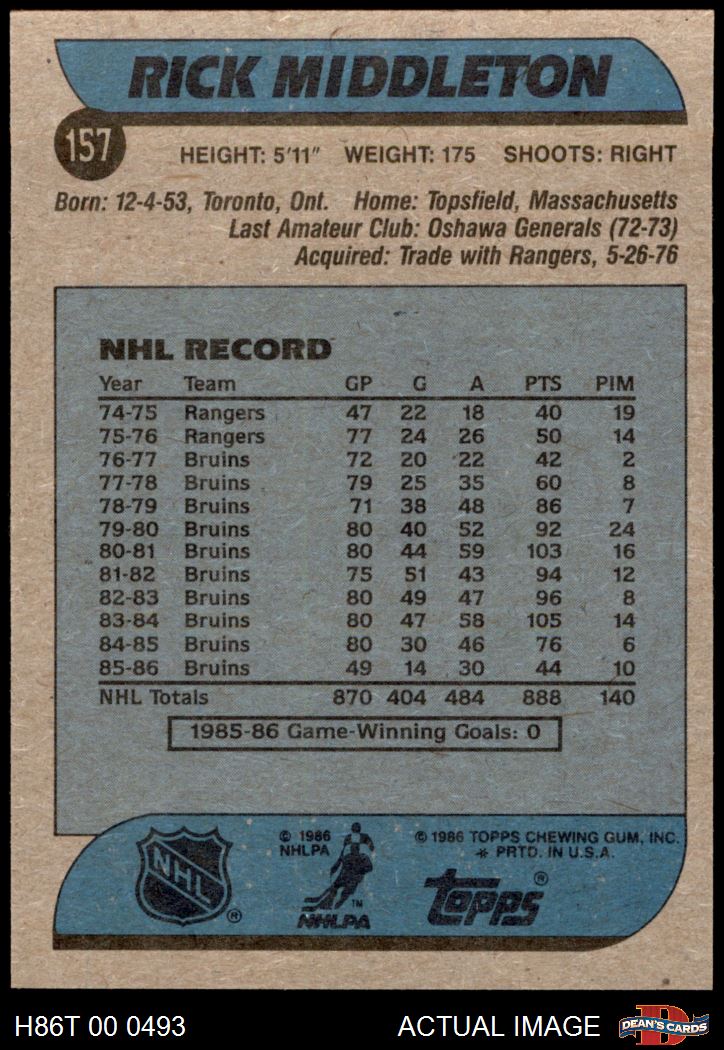 RICK MIDDLETON
157
HEIGHT: 5'11" WEIGHT: 175 SHOOTS: RIGHT
Born: 12-4-53, Toronto, Ont. Home: Topsfield, Massachusetts
Last Amateur Club: Oshawa Generals (72-73)
Acquired: Trade with Rangers, 5-26-76
NHL RECORD
Year Team GP G A PTS PIM
74-75 Rangers 47 22 18 40 19
75-76 Rangers 77 24 26 50 14
76-77 Bruins 72 20 22 42 2
77-78 Bruins 79 25 35 60 8
78-79 Bruins 71 38 48 86 7
79-80 Bruins 80 40 52 92 24
80-81 Bruins 80 44 59 103 16
81-82 Bruins 75 51 43 94 12
82-83 Bruins 80 49 47 96 8
83-84 Bruins 80 47 58 105 14
84-85 Bruins 80 30 46 76 6
85-86 Bruins 49 14 30 44 10
NHL Totals 870 404 484 888 140
1985-86 Game-Winning Goals: 0
NHL ®
© 1986
NHLPA
™
NHLPA
© 1986 TOPPS CHEWING GUM, INC.
* PRTD. IN U.S.A.
topps ®
H86T 00 0493 ACTUAL IMAGE
D
DEAN'S CARDS